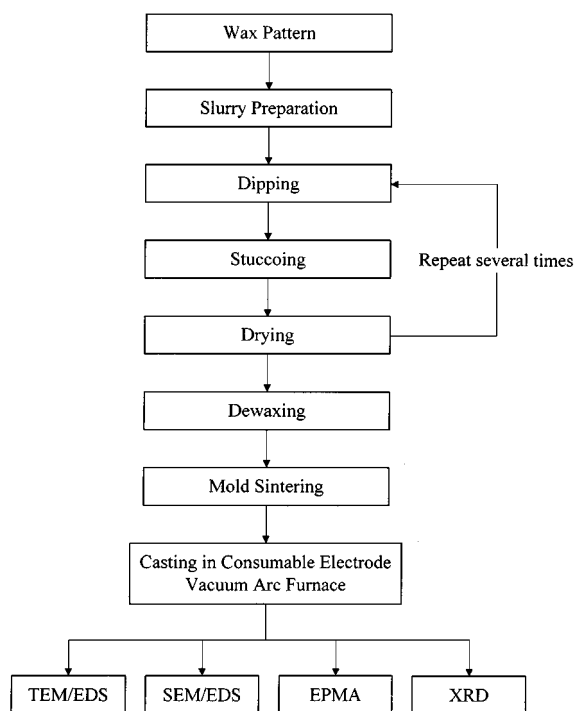 Wax Pattern
Slurry Preparation
Dipping
Stuccoing
Repeat several times
Drying
Dewaxing
Mold Sintering
Casting in Consumable Electrode
Vacuum Arc Furnace
TEM/EDS
SEM/EDS
EPMA
XRD